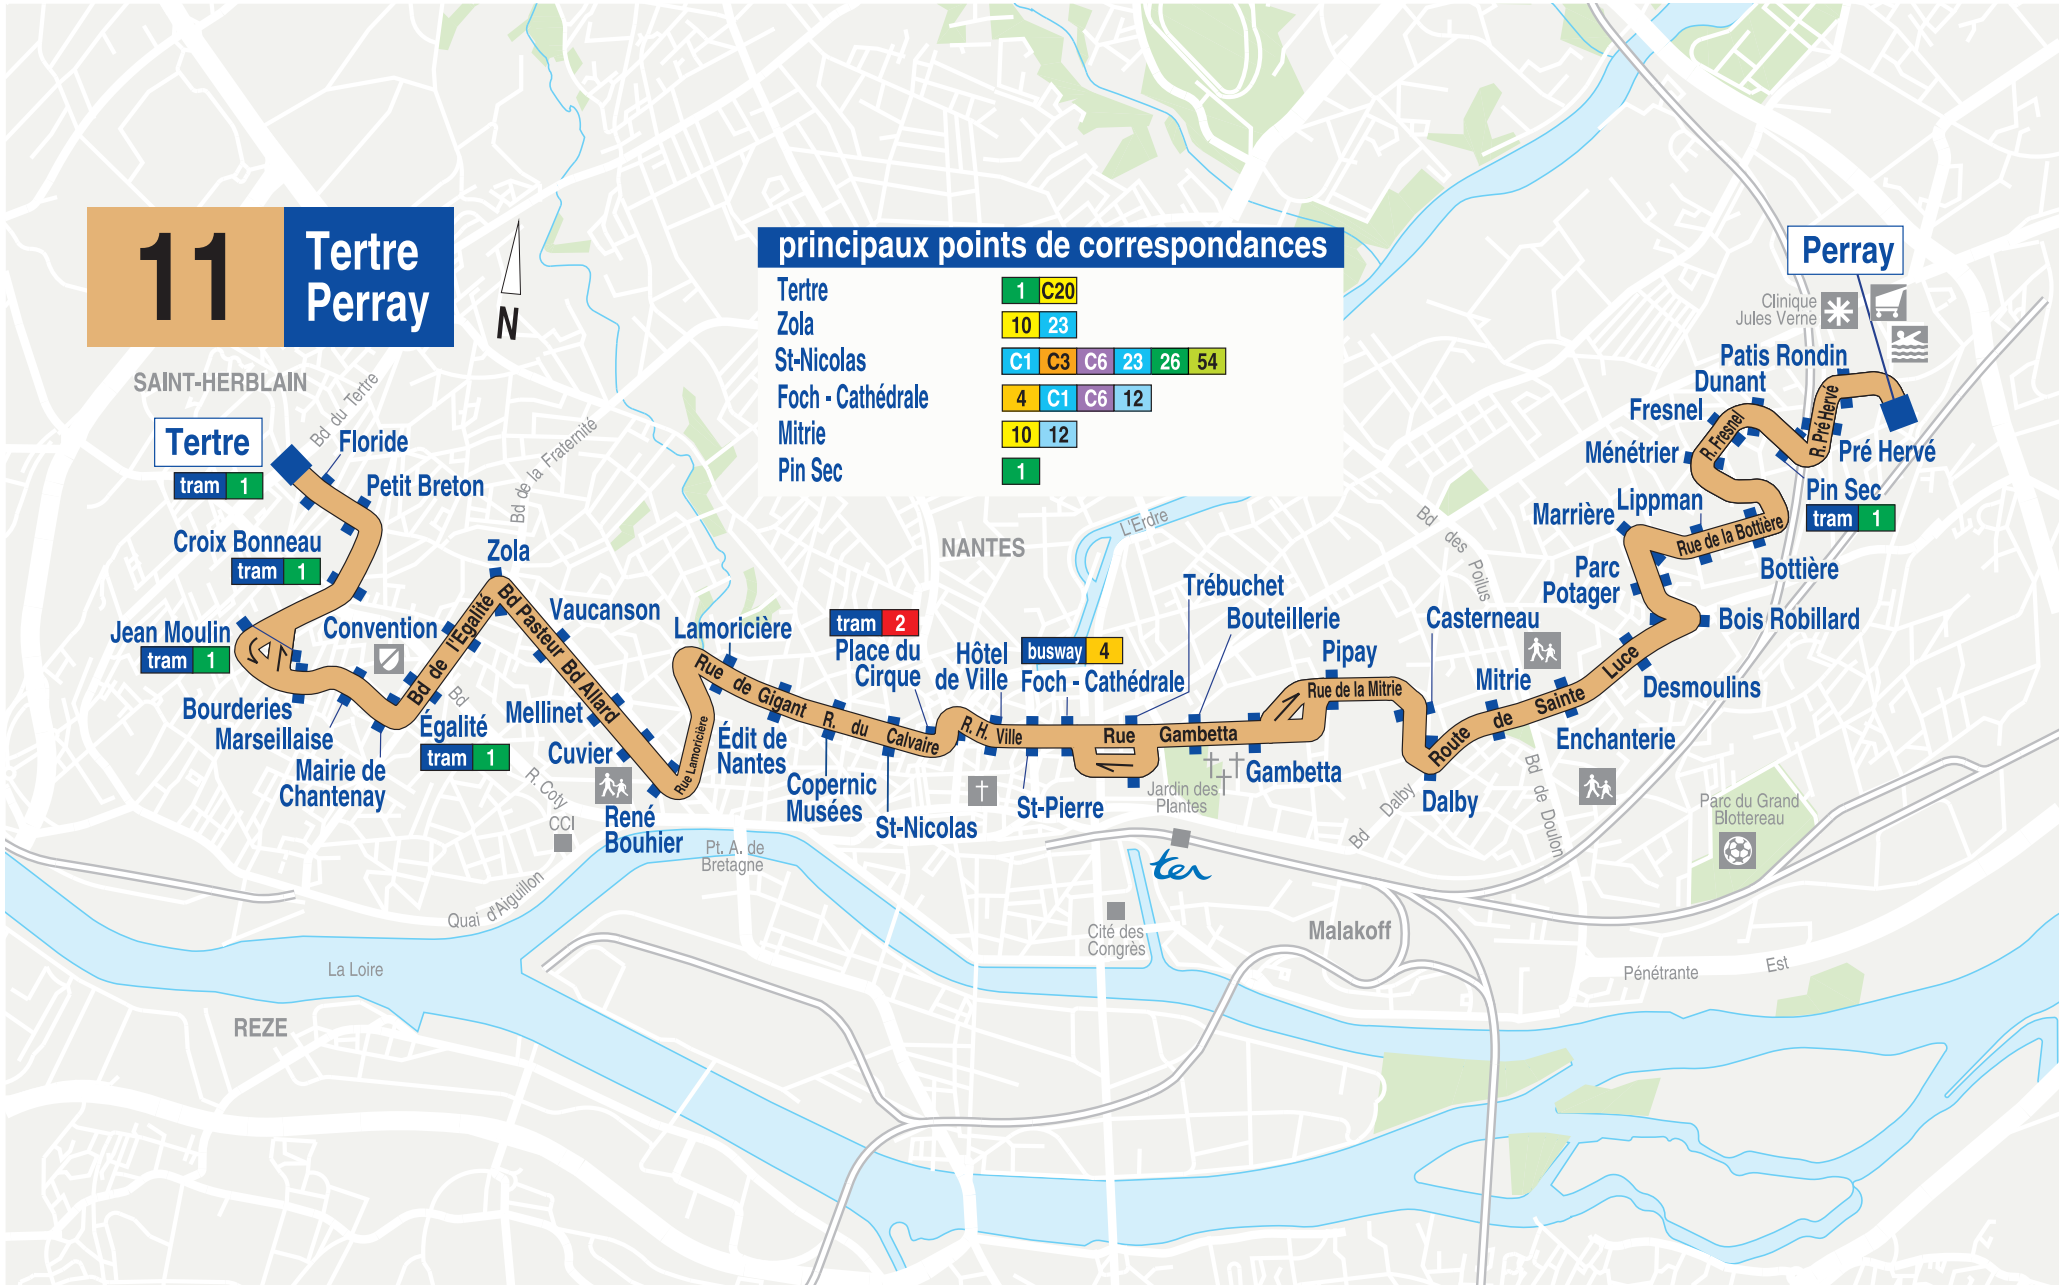 11
Tertre
Perray
N
principaux points de correspondances
Tertre 1 C20
Zola 10 23
St-Nicolas C1 C3 C6 23 26 54
Foch - Cathédrale 4 C1 C6 12
Mitrie 10 12
Pin Sec 1
SAINT-HERBLAIN
Bd du Tertre
Tertre
tram 1
Floride
Petit Breton
Croix Bonneau
tram 1
Jean Moulin
tram 1
Bourderies
Marseillaise
Mairie de
Chantenay
Convention
Égalité
tram 1
Bd de l'Egalité
Bd
Bd de la Fraternité
Zola
Bd Pasteur
Bd Allard
Vaucanson
Mellinet
Cuvier
René
Bouhier
R. Coty
CCI
Quai d'Aiguillon
Rue Lamoricière
Lamoricière
Rue de Gigant
Édit de
Nantes
Pt. A. de
Bretagne
R. du Calvaire
Copernic
Musées
St-Nicolas
tram 2
Place du
Cirque
R. H. Ville
Hôtel
de Ville
St-Pierre
NANTES
L'Erdre
busway 4
Foch - Cathédrale
Trébuchet
Bouteillerie
Rue Gambetta
Gambetta
Jardin des
Plantes
ter
Cité des
Congrès
Malakoff
Pipay
Rue de la Mitrie
Casterneau
Dalby
Bd Dalby
Route de Sainte Luce
Mitrie
Enchanterie
Desmoulins
Bd des Poilus
Bd de Doulon
Bois Robillard
Parc
Potager
Marrière
Lippman
Rue de la Bottière
Bottière
Ménétrier
Fresnel
R. Fresnel
Dunant
Patis Rondin
Pin Sec
tram 1
Pré Hervé
R. Pré Hervé
Perray
Clinique
Jules Verne
Parc du Grand
Blottereau
Pénétrante Est
La Loire
REZE